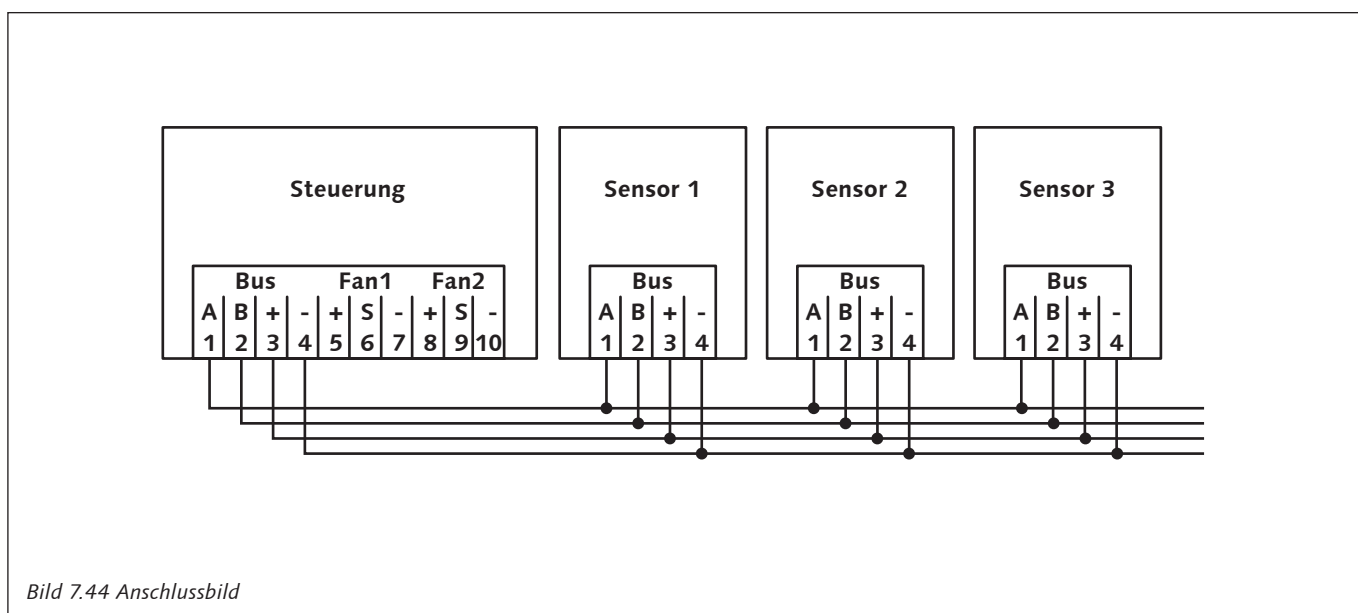 Steuerung Sensor 1 Sensor 2 Sensor 3
Bus Fan1 Fan2 Bus Bus Bus
A B + - + S - + S - A B + - A B + - A B + -
1 2 3 4 5 6 7 8 9 10 1 2 3 4 1 2 3 4 1 2 3 4
Bild 7.44 Anschlussbild